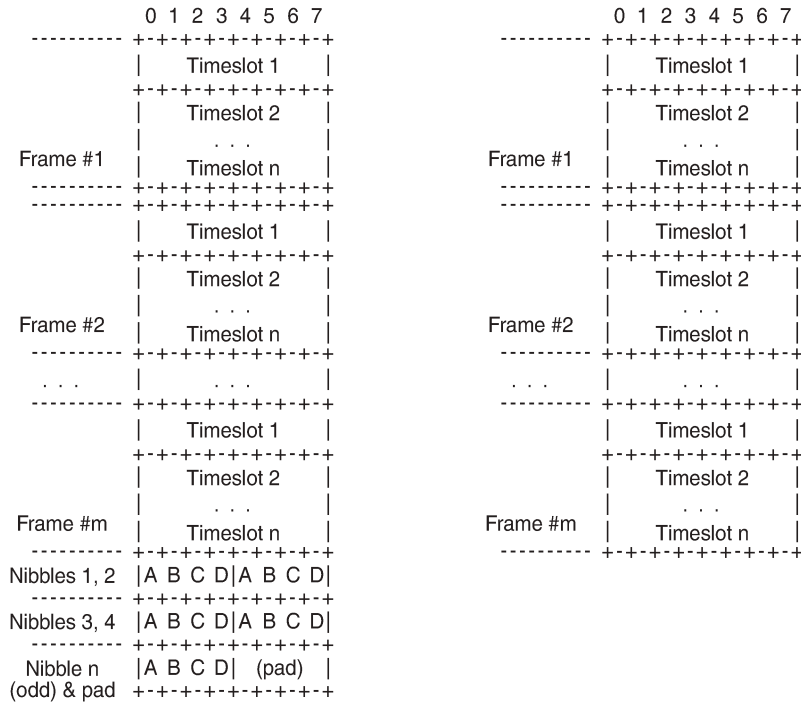 0 1 2 3 4 5 6 7
--------- +-+-+-+-+-+-+-+-+
| Timeslot 1 |
+-+-+-+-+-+-+-+-+
| Timeslot 2 |
| . . . |
Frame #1 | Timeslot n |
--------- +-+-+-+-+-+-+-+-+
--------- +-+-+-+-+-+-+-+-+
| Timeslot 1 |
+-+-+-+-+-+-+-+-+
| Timeslot 2 |
| . . . |
Frame #2 | Timeslot n |
--------- +-+-+-+-+-+-+-+-+
. . . | . . . |
--------- +-+-+-+-+-+-+-+-+
| Timeslot 1 |
+-+-+-+-+-+-+-+-+
| Timeslot 2 |
| . . . |
Frame #m | Timeslot n |
--------- +-+-+-+-+-+-+-+-+
Nibbles 1, 2 |A B C D|A B C D|
--------- +-+-+-+-+-+-+-+-+
Nibbles 3, 4 |A B C D|A B C D|
--------- +-+-+-+-+-+-+-+-+
Nibble n |A B C D| (pad) |
(odd) & pad +-+-+-+-+-+-+-+-+
0 1 2 3 4 5 6 7
--------- +-+-+-+-+-+-+-+-+
| Timeslot 1 |
+-+-+-+-+-+-+-+-+
| Timeslot 2 |
| . . . |
Frame #1 | Timeslot n |
--------- +-+-+-+-+-+-+-+-+
--------- +-+-+-+-+-+-+-+-+
| Timeslot 1 |
+-+-+-+-+-+-+-+-+
| Timeslot 2 |
| . . . |
Frame #2 | Timeslot n |
--------- +-+-+-+-+-+-+-+-+
. . . | . . . |
--------- +-+-+-+-+-+-+-+-+
| Timeslot 1 |
+-+-+-+-+-+-+-+-+
| Timeslot 2 |
| . . . |
Frame #m | Timeslot n |
--------- +-+-+-+-+-+-+-+-+